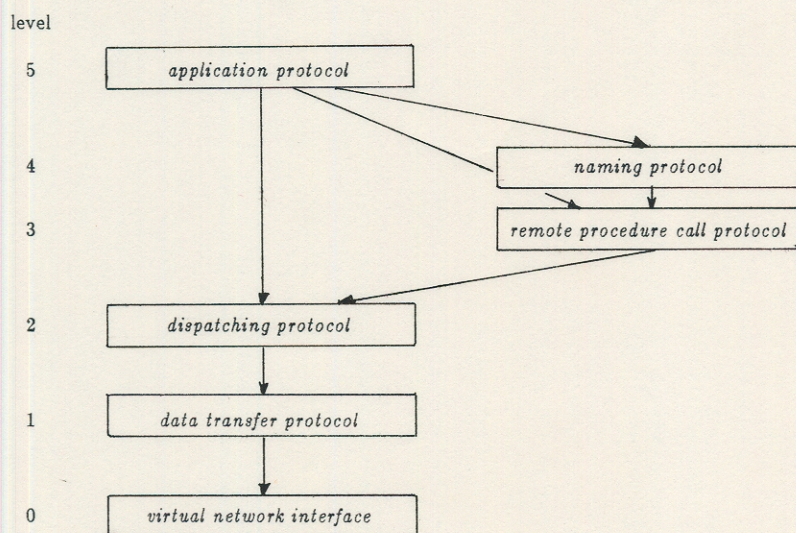 level
5 application protocol
4 naming protocol
3 remote procedure call protocol
2 dispatching protocol
1 data transfer protocol
0 virtual network interface